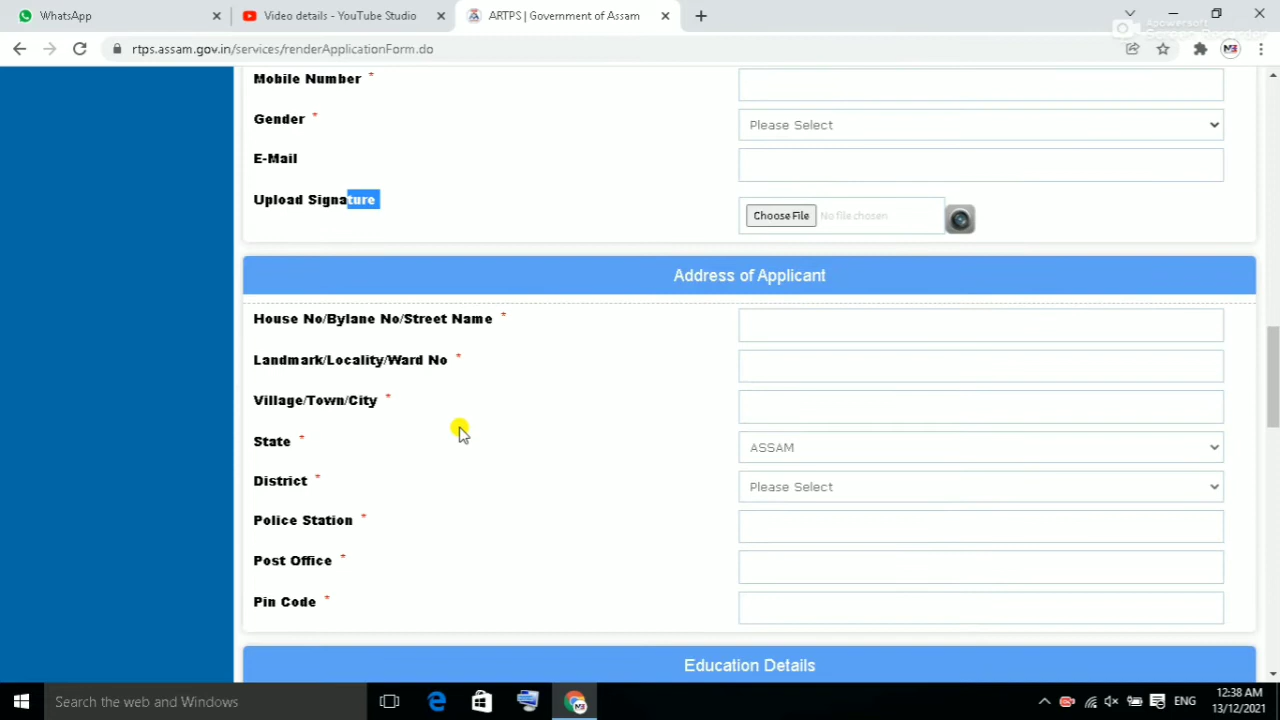 WhatsApp
Video details - YouTube Studio
ARTPS | Government of Assam
Apowersoft
Screen Recorder
rtps.assam.gov.in/services/renderApplicationForm.do
Mobile Number *
Gender * Please Select
E-Mail
Upload Signature Choose File No file chosen
Address of Applicant
House No/Bylane No/Street Name *
Landmark/Locality/Ward No *
Village/Town/City *
State * ASSAM
District * Please Select
Police Station *
Post Office *
Pin Code *
Education Details
Search the web and Windows
ENG
12:38 AM
13/12/2021